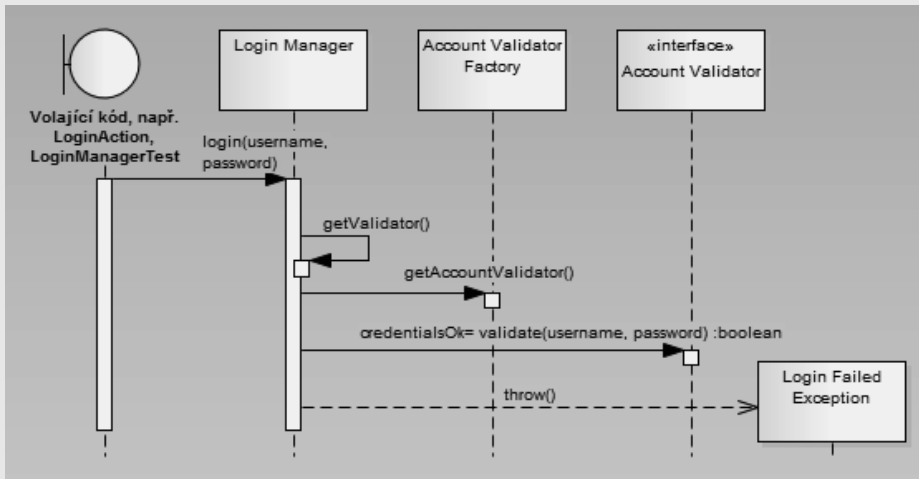 Login Manager
Account Validator
Factory
«interface»
Account Validator
Volající kód, např.
LoginAction,
LoginManagerTest
login(username,
password)
getValidator()
getAccountValidator()
credentialsOk= validate(username, password) :boolean
throw()
Login Failed
Exception